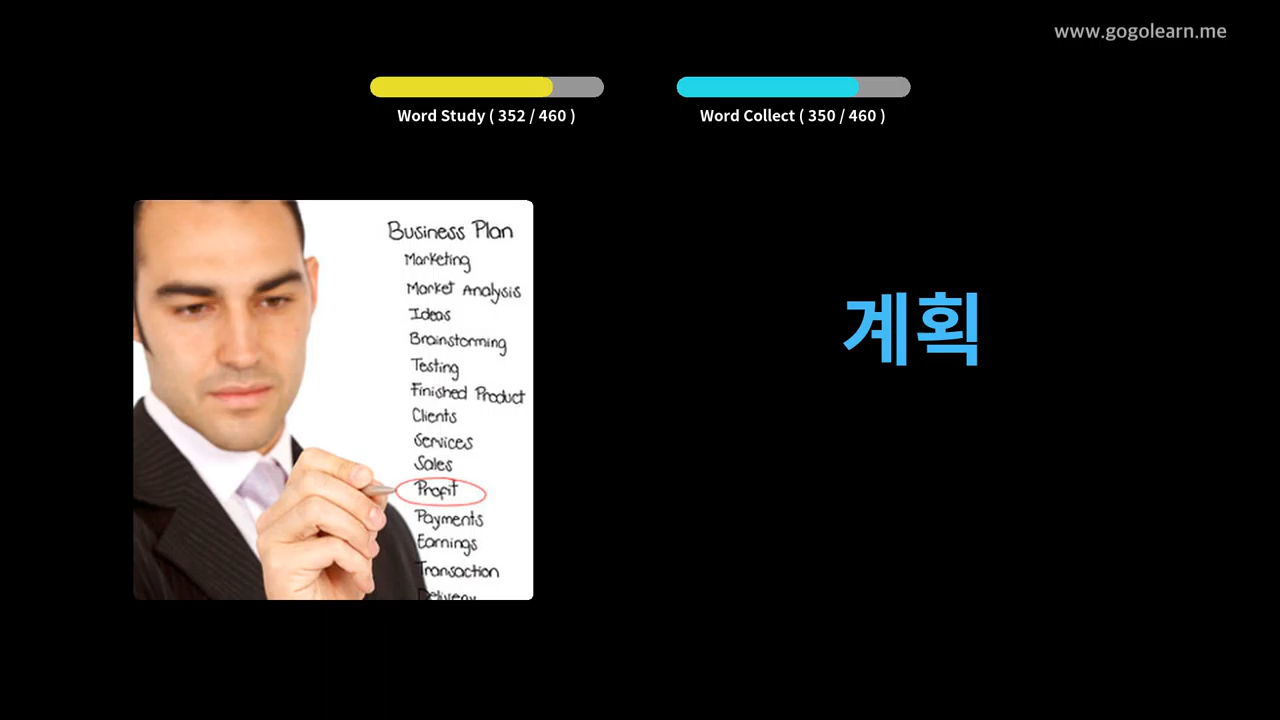 www.gogolearn.me
Word Study ( 352 / 460 )
Word Collect ( 350 / 460 )
Business Plan
Marketing
Market Analysis
Ideas
Brainstorming
Testing
Finished Product
Clients
Services
Sales
Profit
Payments
Earnings
Transaction
Delivery
계획